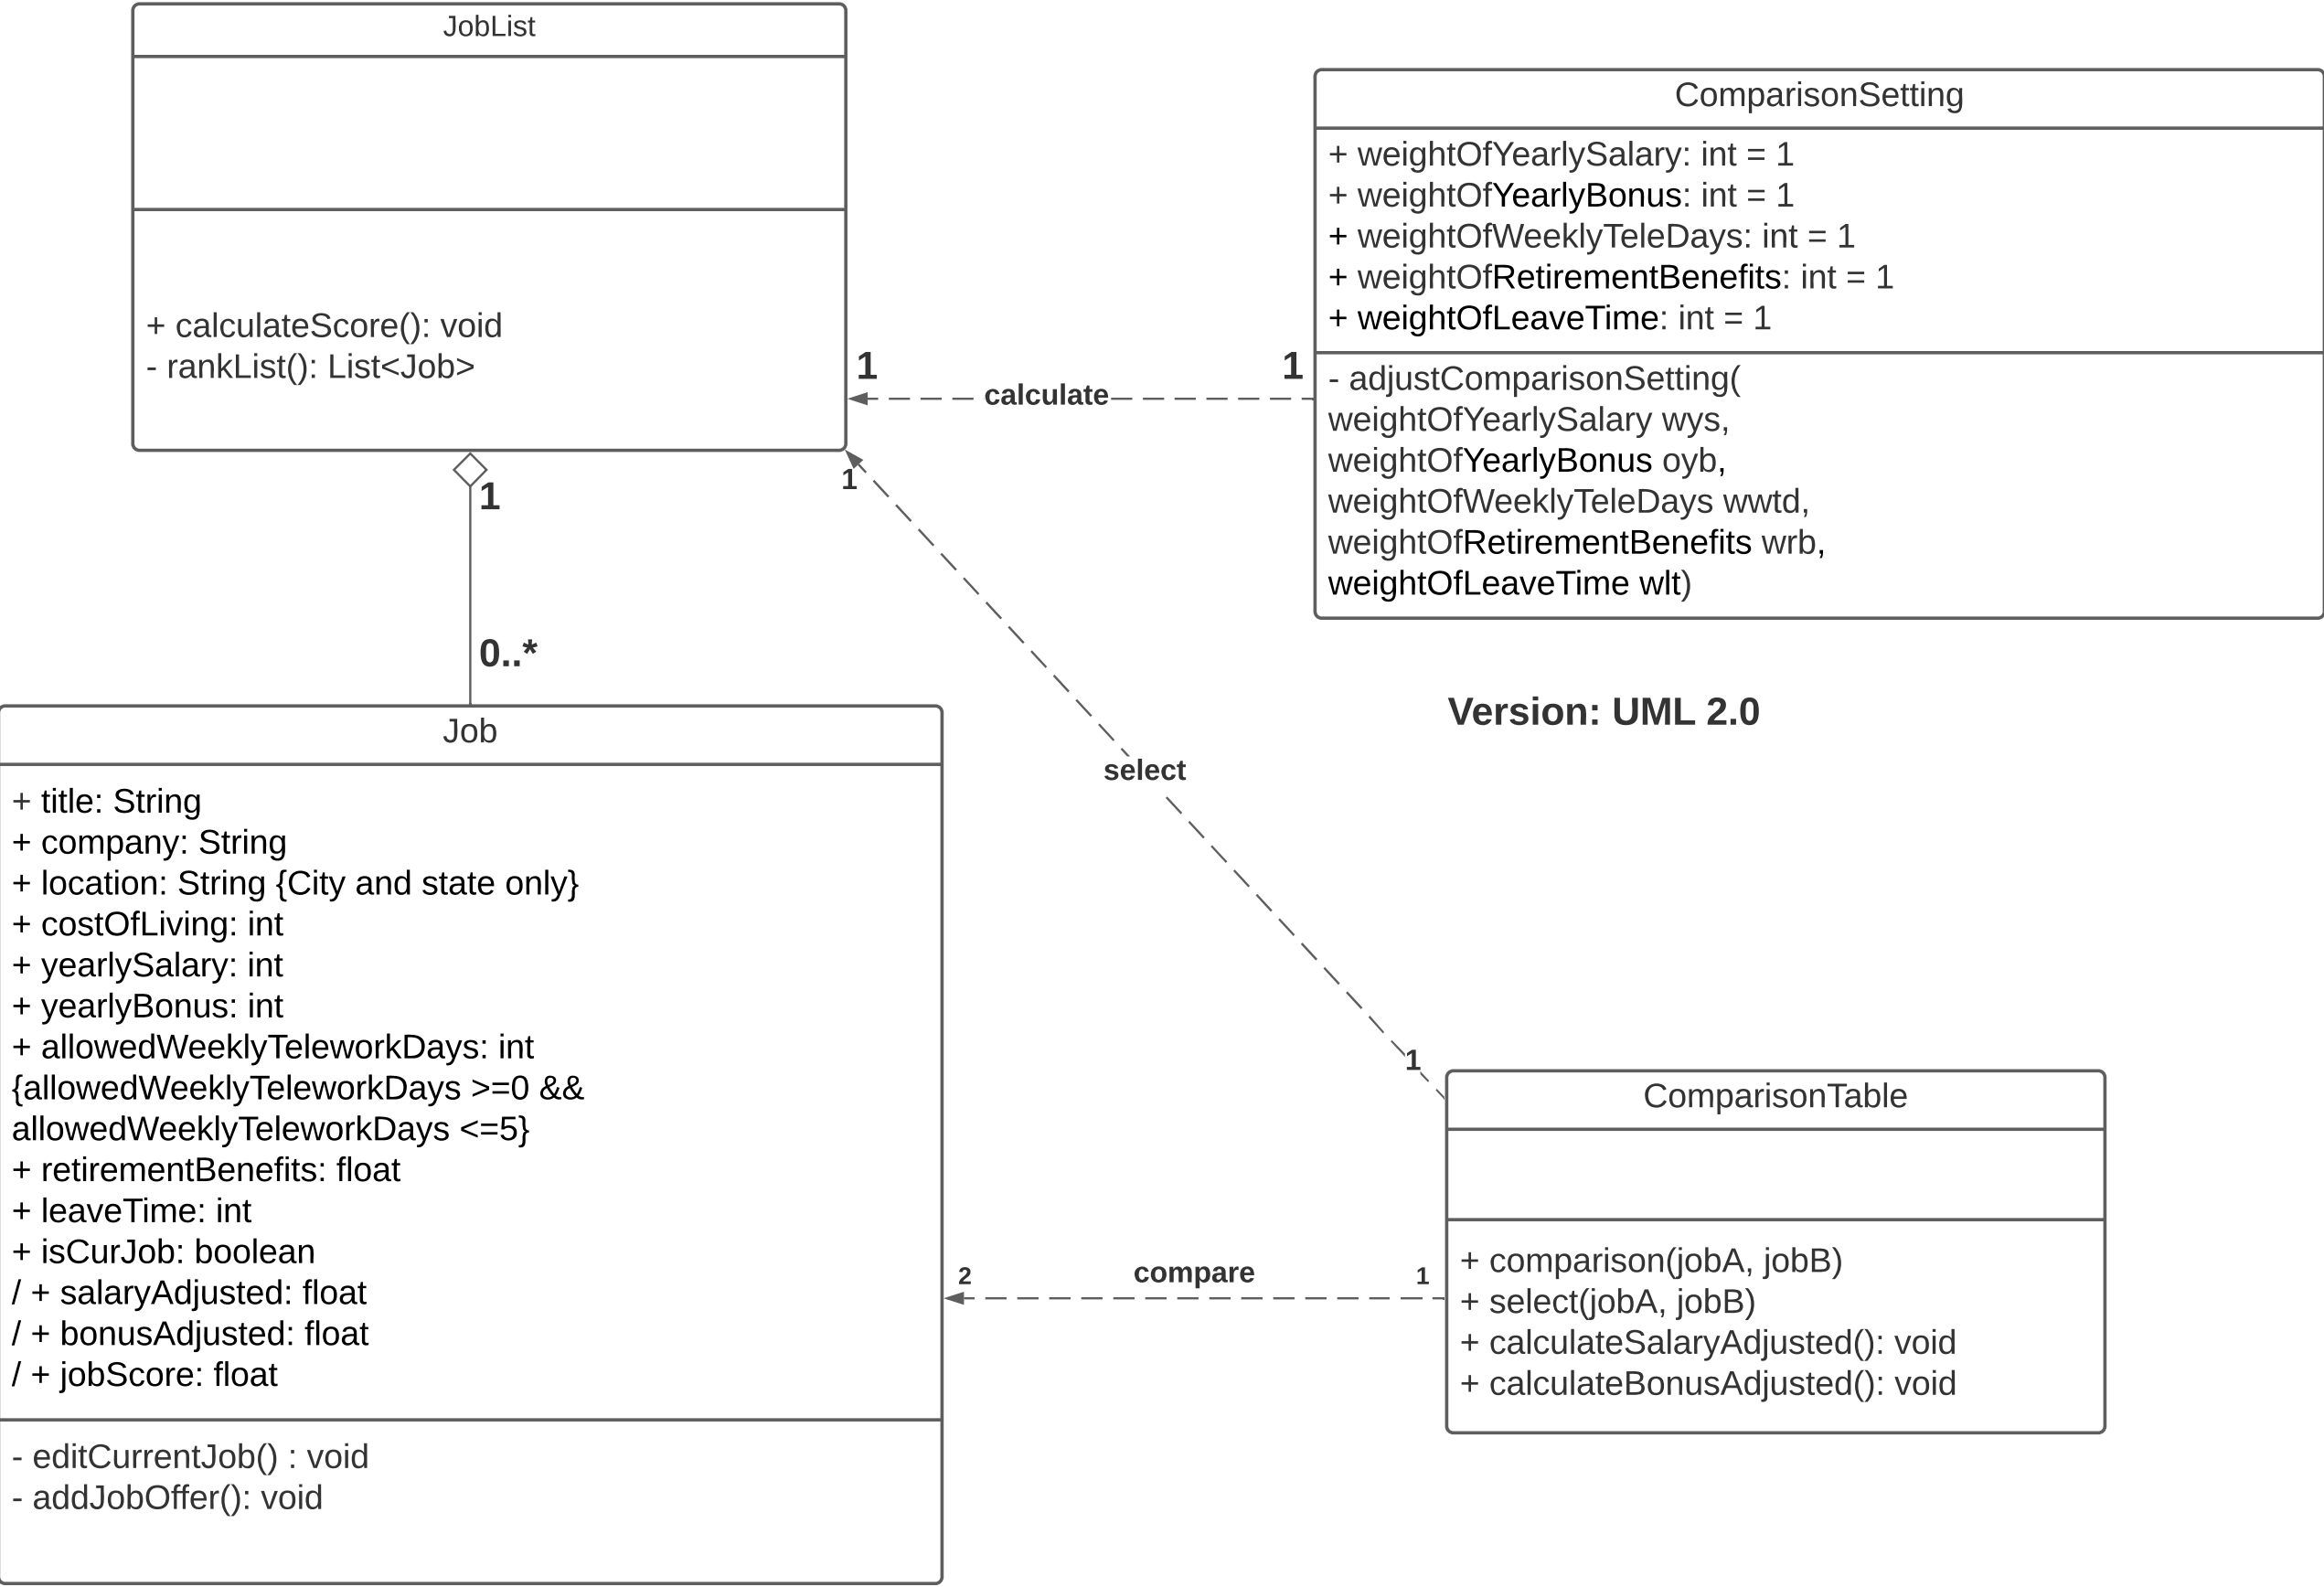 JobList
+ calculateScore(): void
- rankList(): List<Job>
1
0..*
1
calculate
1
ComparisonSetting
+ weightOfYearlySalary: int = 1
+ weightOfYearlyBonus: int = 1
+ weightOfWeeklyTeleDays: int = 1
+ weightOfRetirementBenefits: int = 1
+ weightOfLeaveTime: int = 1
- adjustComparisonSetting(
weightOfYearlySalary wys,
weightOfYearlyBonus oyb,
weightOfWeeklyTeleDays wwtd,
weightOfRetirementBenefits wrb,
weightOfLeaveTime wlt)
1
select
1
Version: UML 2.0
Job
+ title: String
+ company: String
+ location: String {City and state only}
+ costOfLiving: int
+ yearlySalary: int
+ yearlyBonus: int
+ allowedWeeklyTeleworkDays: int
{allowedWeeklyTeleworkDays >=0 &&
allowedWeeklyTeleworkDays <=5}
+ retirementBenefits: float
+ leaveTime: int
+ isCurJob: boolean
/ + salaryAdjusted: float
/ + bonusAdjusted: float
/ + jobScore: float
- editCurrentJob() : void
- addJobOffer(): void
2
compare
1
ComparisonTable
+ comparison(jobA, jobB)
+ select(jobA, jobB)
+ calculateSalaryAdjusted(): void
+ calculateBonusAdjusted(): void